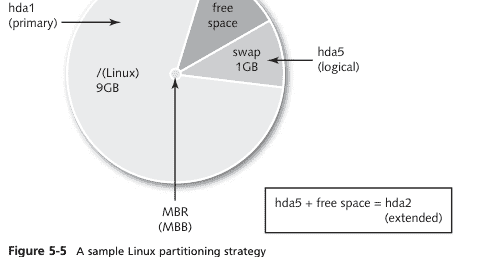 hda1
(primary)
free
space
swap
1GB
hda5
(logical)
/(Linux)
9GB
MBR
(MBB)
hda5 + free space = hda2
(extended)
Figure 5-5 A sample Linux partitioning strategy